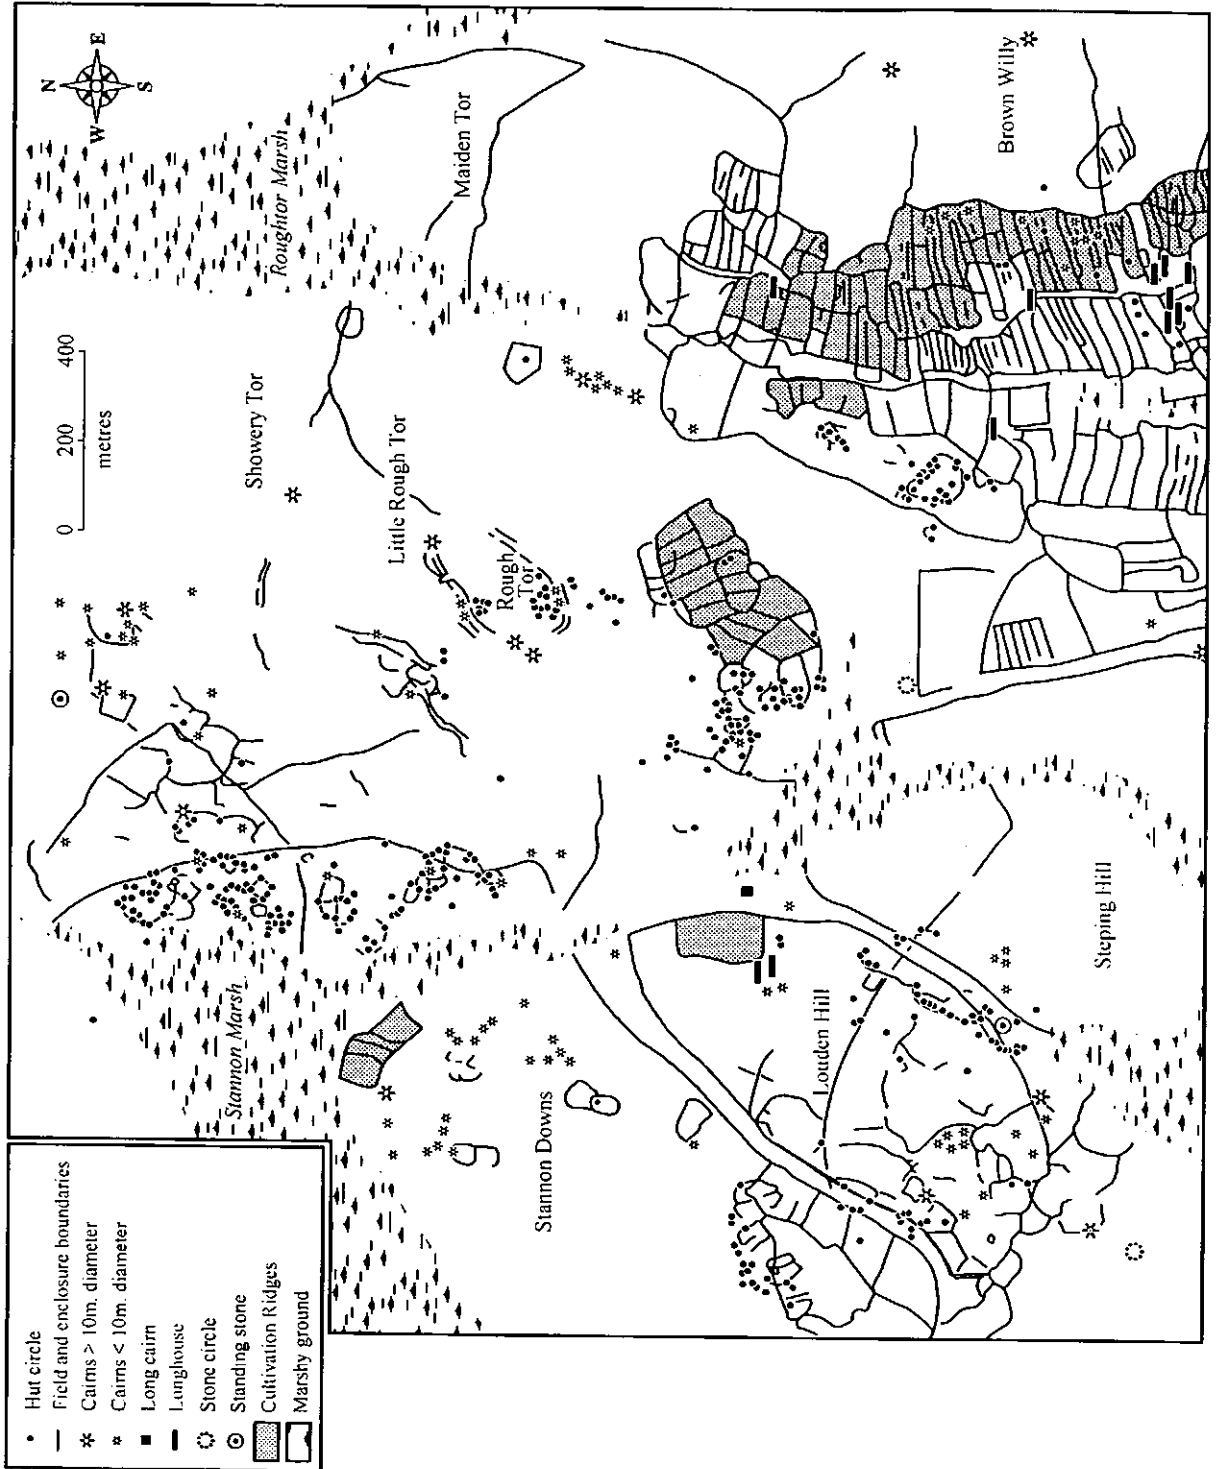 N
E
W
S
Roughtor Marsh
Maiden Tor
Brown Willy
0 200 400
metres
Showery Tor
Little Rough Tor
Rough
Tor
Stannon Marsh
Stannon Downs
Louden Hill
Steping Hill
Hut circle
Field and enclosure boundaries
Cairns > 10m. diameter
Cairns < 10m. diameter
Long cairn
Longhouse
Stone circle
Standing stone
Cultivation Ridges
Marshy ground